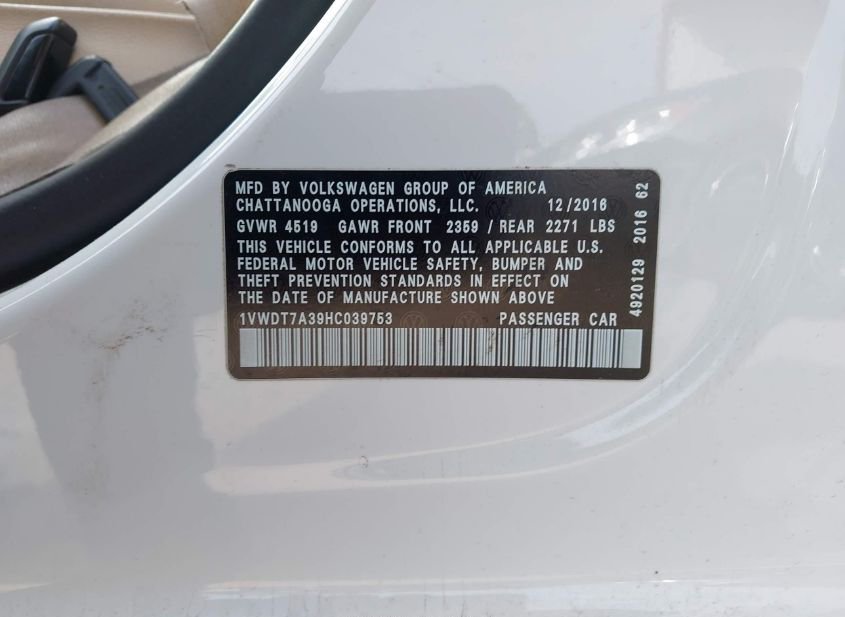 MFD BY VOLKSWAGEN GROUP OF AMERICA
CHATTANOOGA OPERATIONS, LLC. 12/2016
GVWR 4519 GAWR FRONT 2359 / REAR 2271 LBS
THIS VEHICLE CONFORMS TO ALL APPLICABLE U.S.
FEDERAL MOTOR VEHICLE SAFETY, BUMPER AND
THEFT PREVENTION STANDARDS IN EFFECT ON
THE DATE OF MANUFACTURE SHOWN ABOVE
1VWDT7A39HC039753 PASSENGER CAR
4920129 2016 62